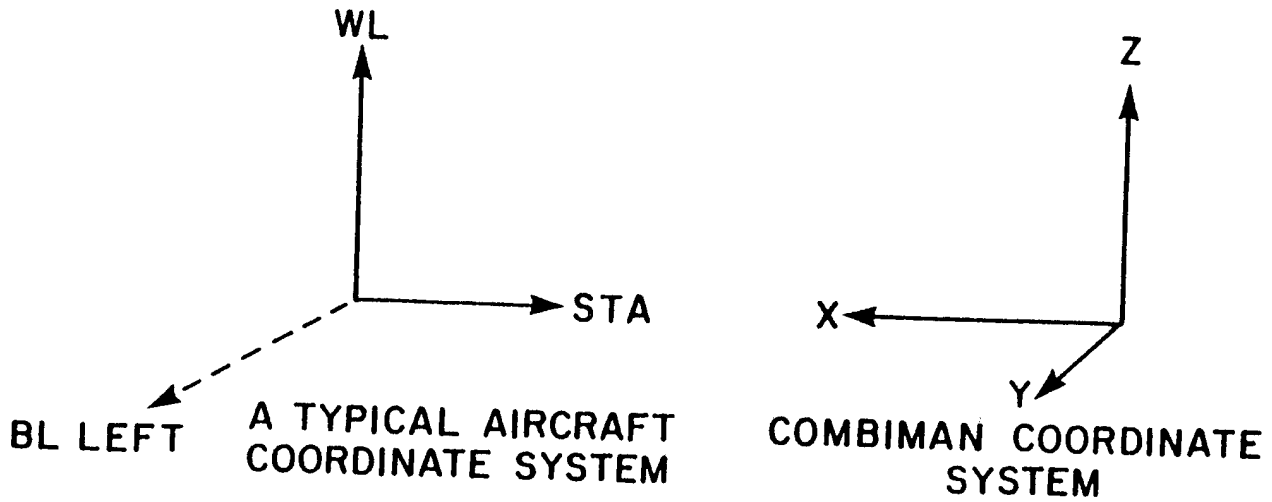 WL
STA
BL LEFT
A TYPICAL AIRCRAFT
COORDINATE SYSTEM
Z
X
Y
COMBIMAN COORDINATE
SYSTEM